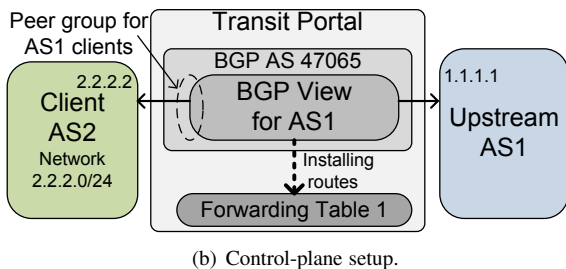 Peer group for
AS1 clients
Transit Portal
BGP AS 47065
BGP View
for AS1
2.2.2.2
Client
AS2
Network
2.2.2.0/24
1.1.1.1
Upstream
AS1
Installing
routes
Forwarding Table 1
(b) Control-plane setup.